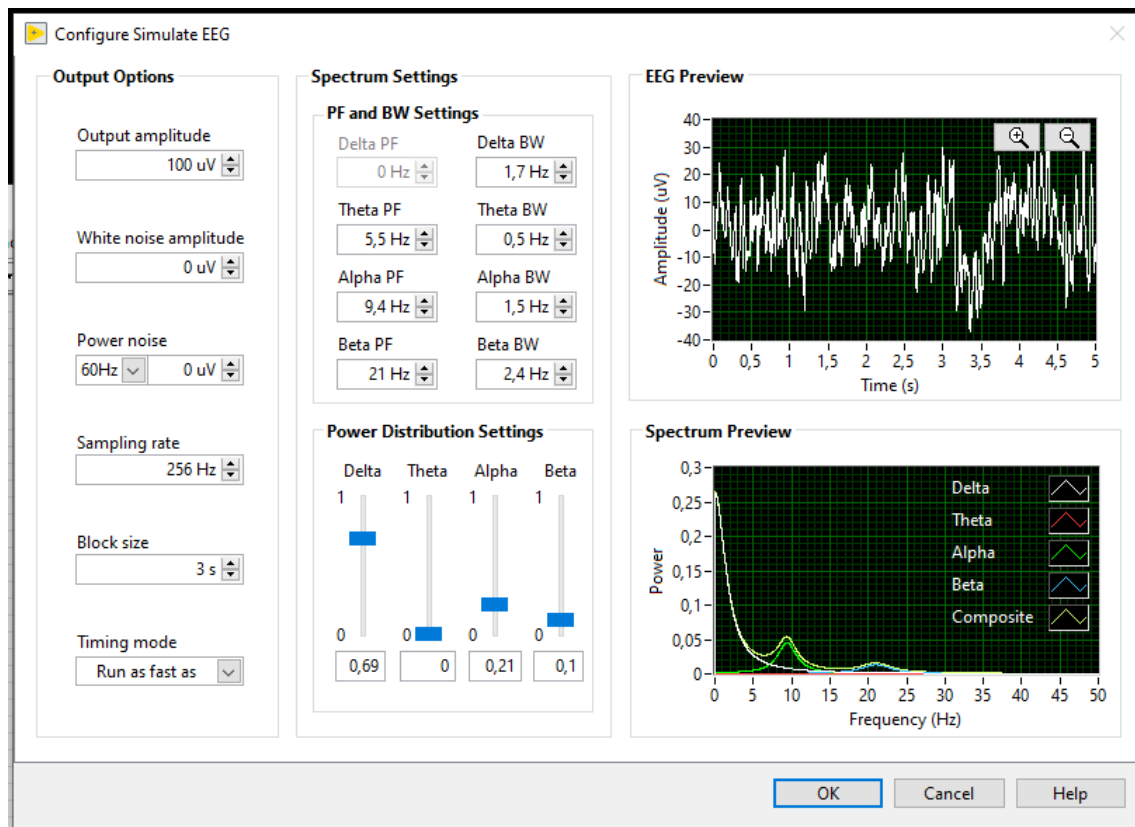 Configure Simulate EEG
Output Options
Output amplitude
100 uV
White noise amplitude
0 uV
Power noise
60Hz
0 uV
Sampling rate
256 Hz
Block size
3 s
Timing mode
Run as fast as
Spectrum Settings
PF and BW Settings
Delta PF Delta BW
0 Hz 1,7 Hz
Theta PF Theta BW
5,5 Hz 0,5 Hz
Alpha PF Alpha BW
9,4 Hz 1,5 Hz
Beta PF Beta BW
21 Hz 2,4 Hz
Power Distribution Settings
Delta Theta Alpha Beta
1 1 1 1
0 0 0 0
0,69 0 0,21 0,1
EEG Preview
Amplitude (uV)
40
30
20
10
0
-10
-20
-30
-40
0 0,5 1 1,5 2 2,5 3 3,5 4 4,5 5
Time (s)
Spectrum Preview
Power
0,3
0,25
0,2
0,15
0,1
0,05
0
Delta
Theta
Alpha
Beta
Composite
0 5 10 15 20 25 30 35 40 45 50
Frequency (Hz)
OK Cancel Help